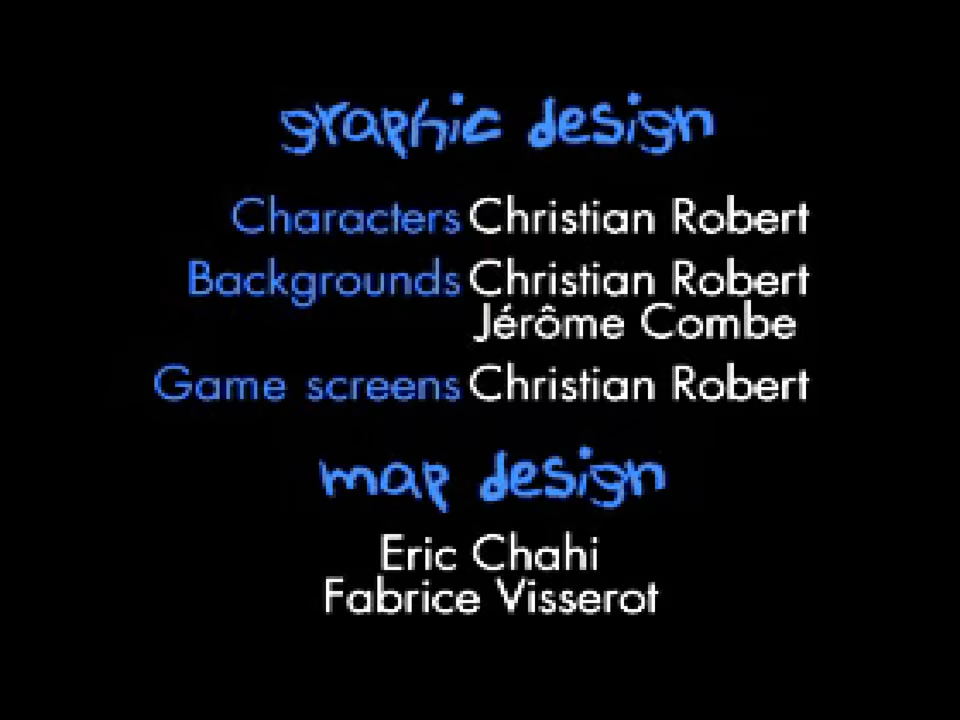 graphic design
Characters Christian Robert
Backgrounds Christian Robert
Jérôme Combe
Game screens Christian Robert
map design
Eric Chahi
Fabrice Visserot